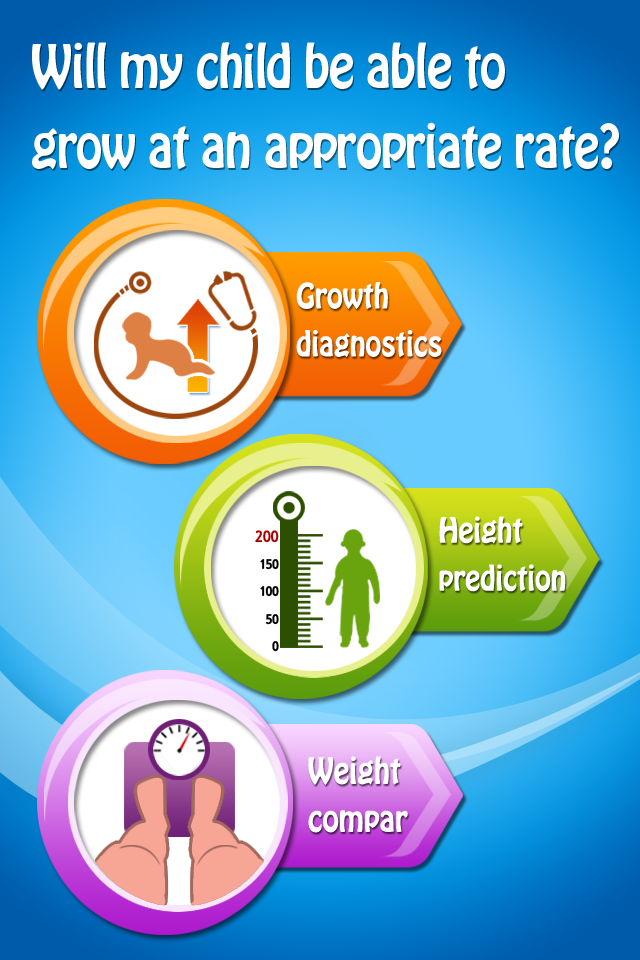 Will my child be able to
grow at an appropriate rate?
Growth
diagnostics
Height
prediction
200
150
100
50
0
Weight
compar